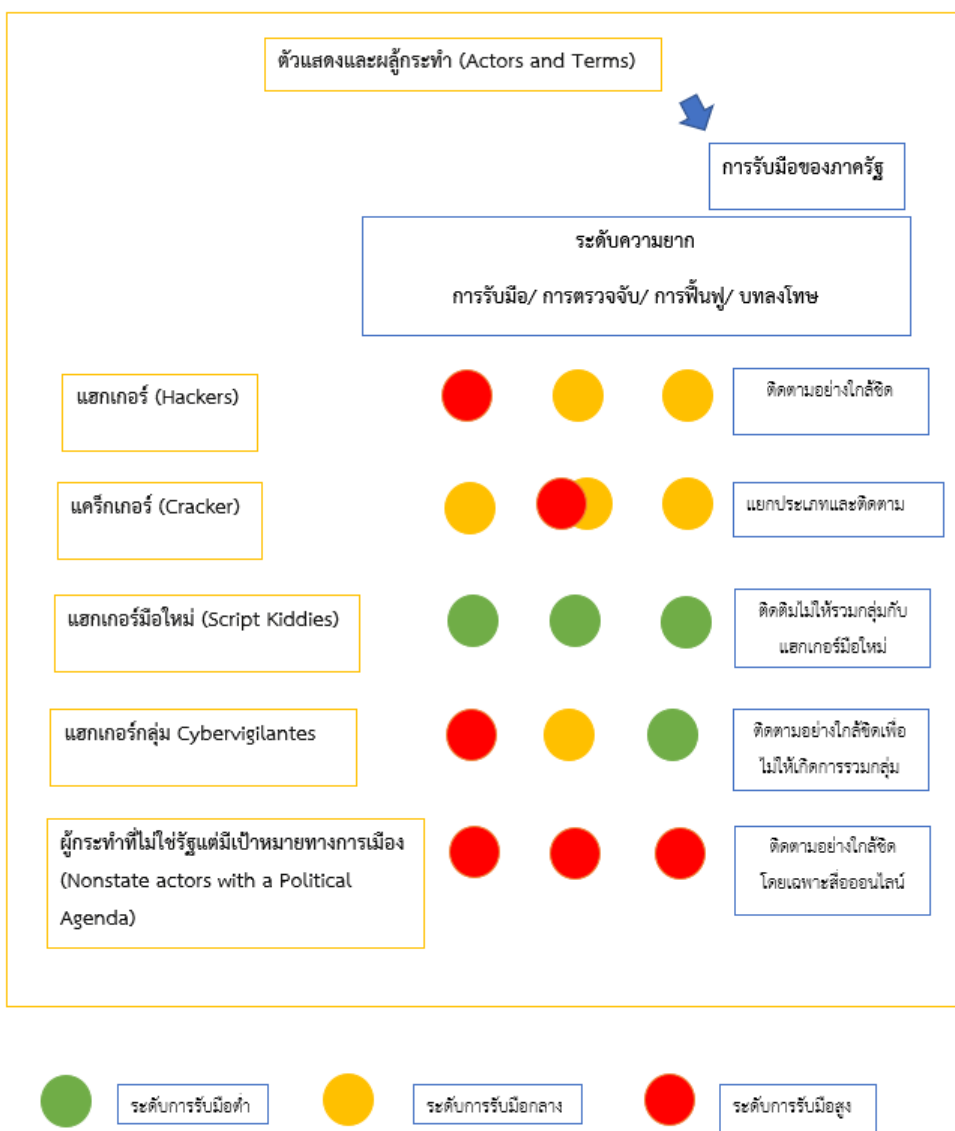 ตัวแสดงและผลู้กระทำ (Actors and Terms)
การรับมือของภาครัฐ
ระดับความยาก
การรับมือ/ การตรวจจับ/ การฟื้นฟู/ บทลงโทษ
แฮกเกอร์ (Hackers)
ติดตามอย่างใกล้ชิด
แคร็กเกอร์ (Cracker)
แยกประเภทและติดตาม
แฮกเกอร์มือใหม่ (Script Kiddies)
ติดติมไม่ให้รวมกลุ่มกับ
แฮกเกอร์มือใหม่
แฮกเกอร์กลุ่ม Cybervigilantes
ติดตามอย่างใกล้ชิดเพื่อ
ไม่ให้เกิดการรวมกลุ่ม
ผู้กระทำที่ไม่ใช่รัฐแต่มีเป้าหมายทางการเมือง
(Nonstate actors with a Political
Agenda)
ติดตามอย่างใกล้ชิด
โดยเฉพาะสื่อออนไลน์
ระดับการรับมือต่ำ
ระดับการรับมือกลาง
ระดับการรับมือสูง